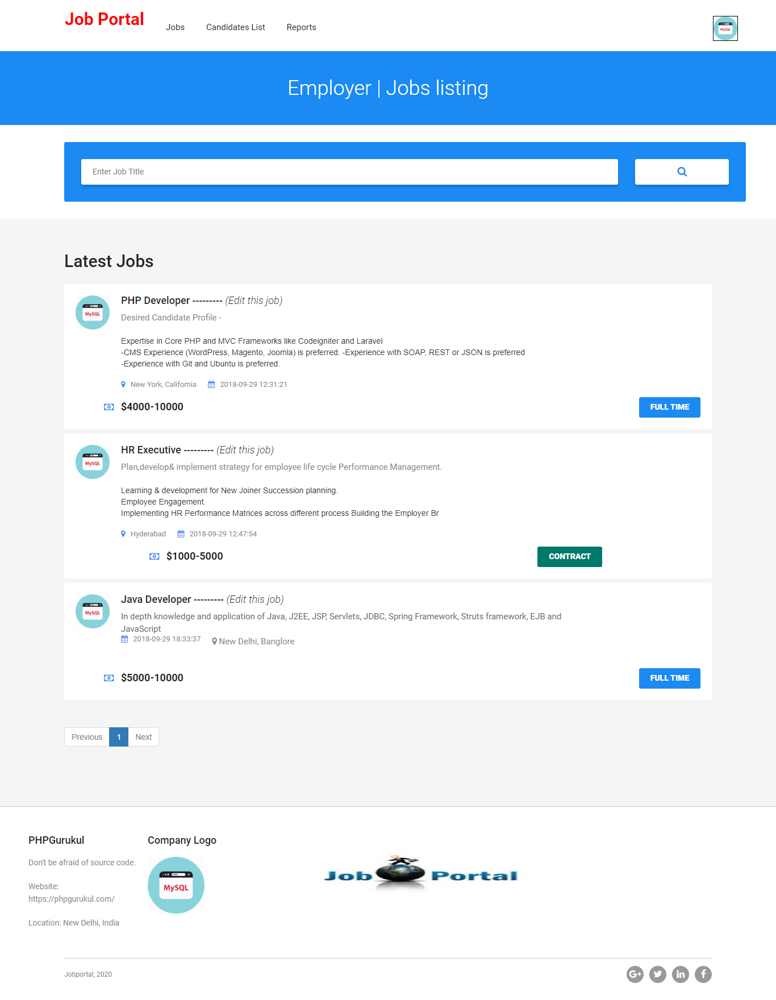 Job Portal
Jobs
Candidates List
Reports
MySQL
Employer | Jobs listing
Enter Job Title
Latest Jobs
MySQL
PHP Developer --------- (Edit this job)
Desired Candidate Profile -
Expertise in Core PHP and MVC Frameworks like Codeigniter and Laravel
-CMS Experience (WordPress, Magento, Joomla) is preferred. -Experience with SOAP, REST or JSON is preferred
-Experience with Git and Ubuntu is preferred.
New York, California
2018-09-29 12:31:21
$4000-10000
FULL TIME
MySQL
HR Executive --------- (Edit this job)
Plan,develop& implement strategy for employee life cycle Performance Management.
Learning & development for New Joiner Succession planning.
Employee Engagement.
Implementing HR Performance Matrices across different process Building the Employer Br
Hyderabad
2018-09-29 12:47:54
$1000-5000
CONTRACT
MySQL
Java Developer --------- (Edit this job)
In depth knowledge and application of Java, J2EE, JSP, Servlets, JDBC, Spring Framework, Struts framework, EJB and
JavaScript
2018-09-29 18:33:37
New Delhi, Banglore
$5000-10000
FULL TIME
Previous
1
Next
PHPGurukul
Don't be afraid of source code.
Website:
https://phpgurukul.com/
Location: New Delhi, India
Company Logo
MySQL
Job Portal
Jobportal; 2020
G+
in
f